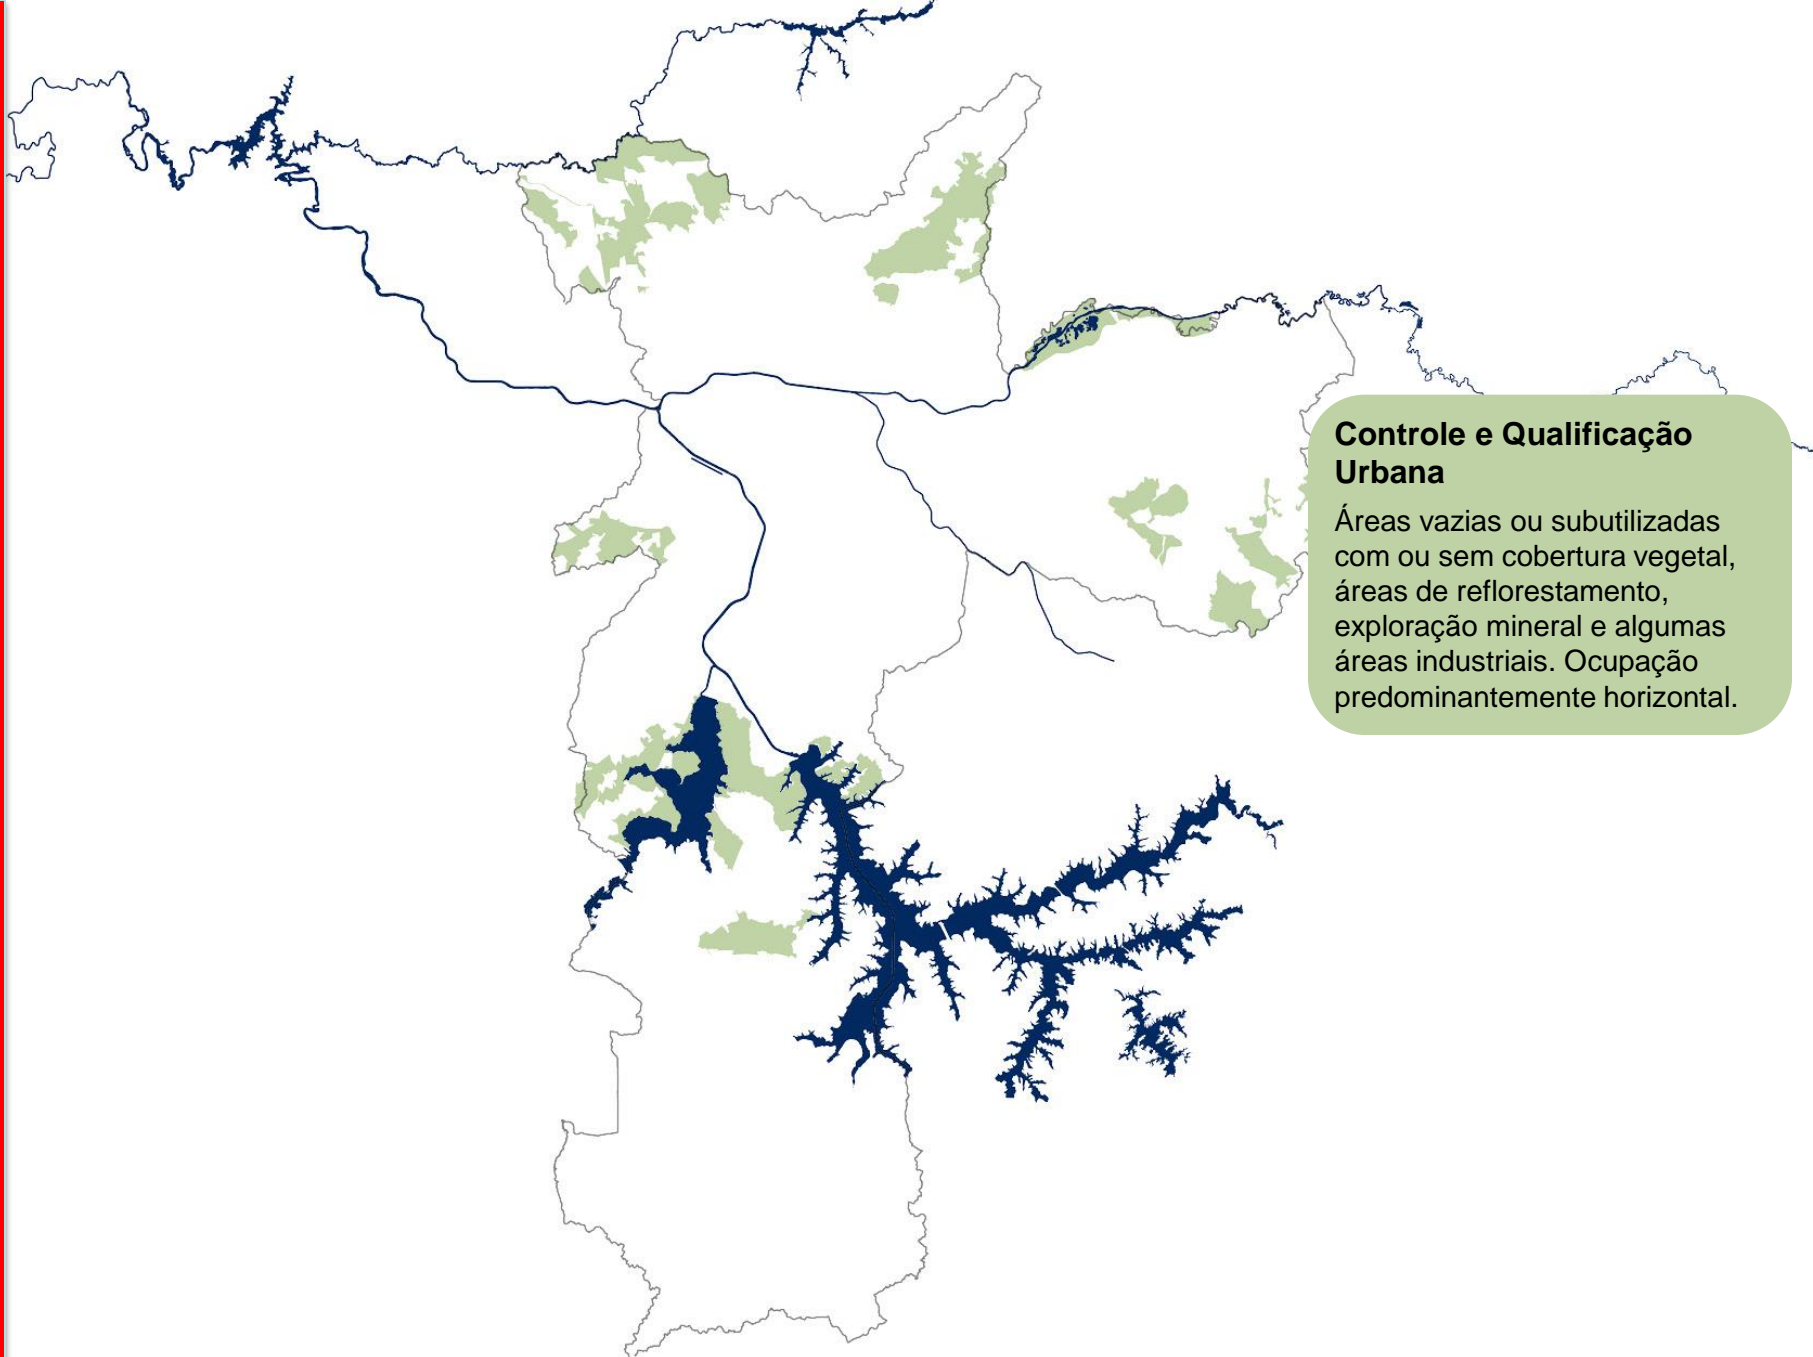 Controle e Qualificação
Urbana
Áreas vazias ou subutilizadas
com ou sem cobertura vegetal,
áreas de reflorestamento,
exploração mineral e algumas
áreas industriais. Ocupação
predominantemente horizontal.